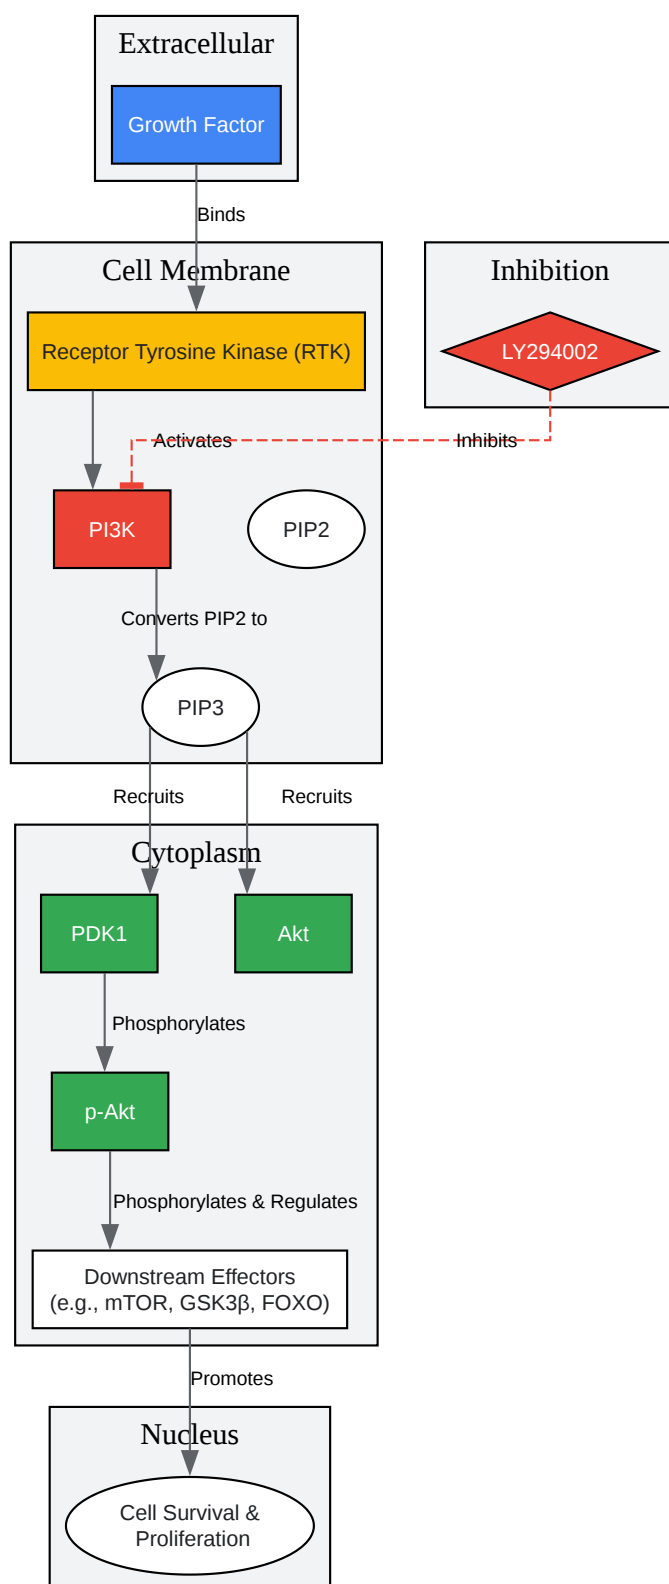 Extracellular
Growth Factor
Binds
Cell Membrane
Inhibition
Receptor Tyrosine Kinase (RTK)
LY294002
Activates
Inhibits
PI3K
PIP2
Converts PIP2 to
PIP3
Recruits
Recruits
Cytoplasm
PDK1
Akt
Phosphorylates
p-Akt
Phosphorylates & Regulates
Downstream Effectors
(e.g., mTOR, GSK3β, FOXO)
Promotes
Nucleus
Cell Survival &
Proliferation